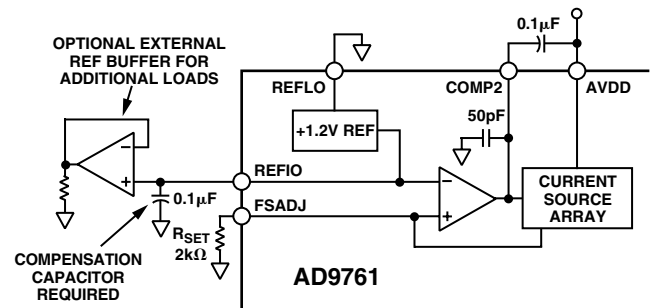 OPTIONAL EXTERNAL
REF BUFFER FOR
ADDITIONAL LOADS
0.1µF
REFLO
COMP2
AVDD
50pF
+1.2V REF
–
+
REFIO
0.1µF
–
+
CURRENT
SOURCE
ARRAY
FSADJ
RSET
2kΩ
COMPENSATION
CAPACITOR
REQUIRED
AD9761